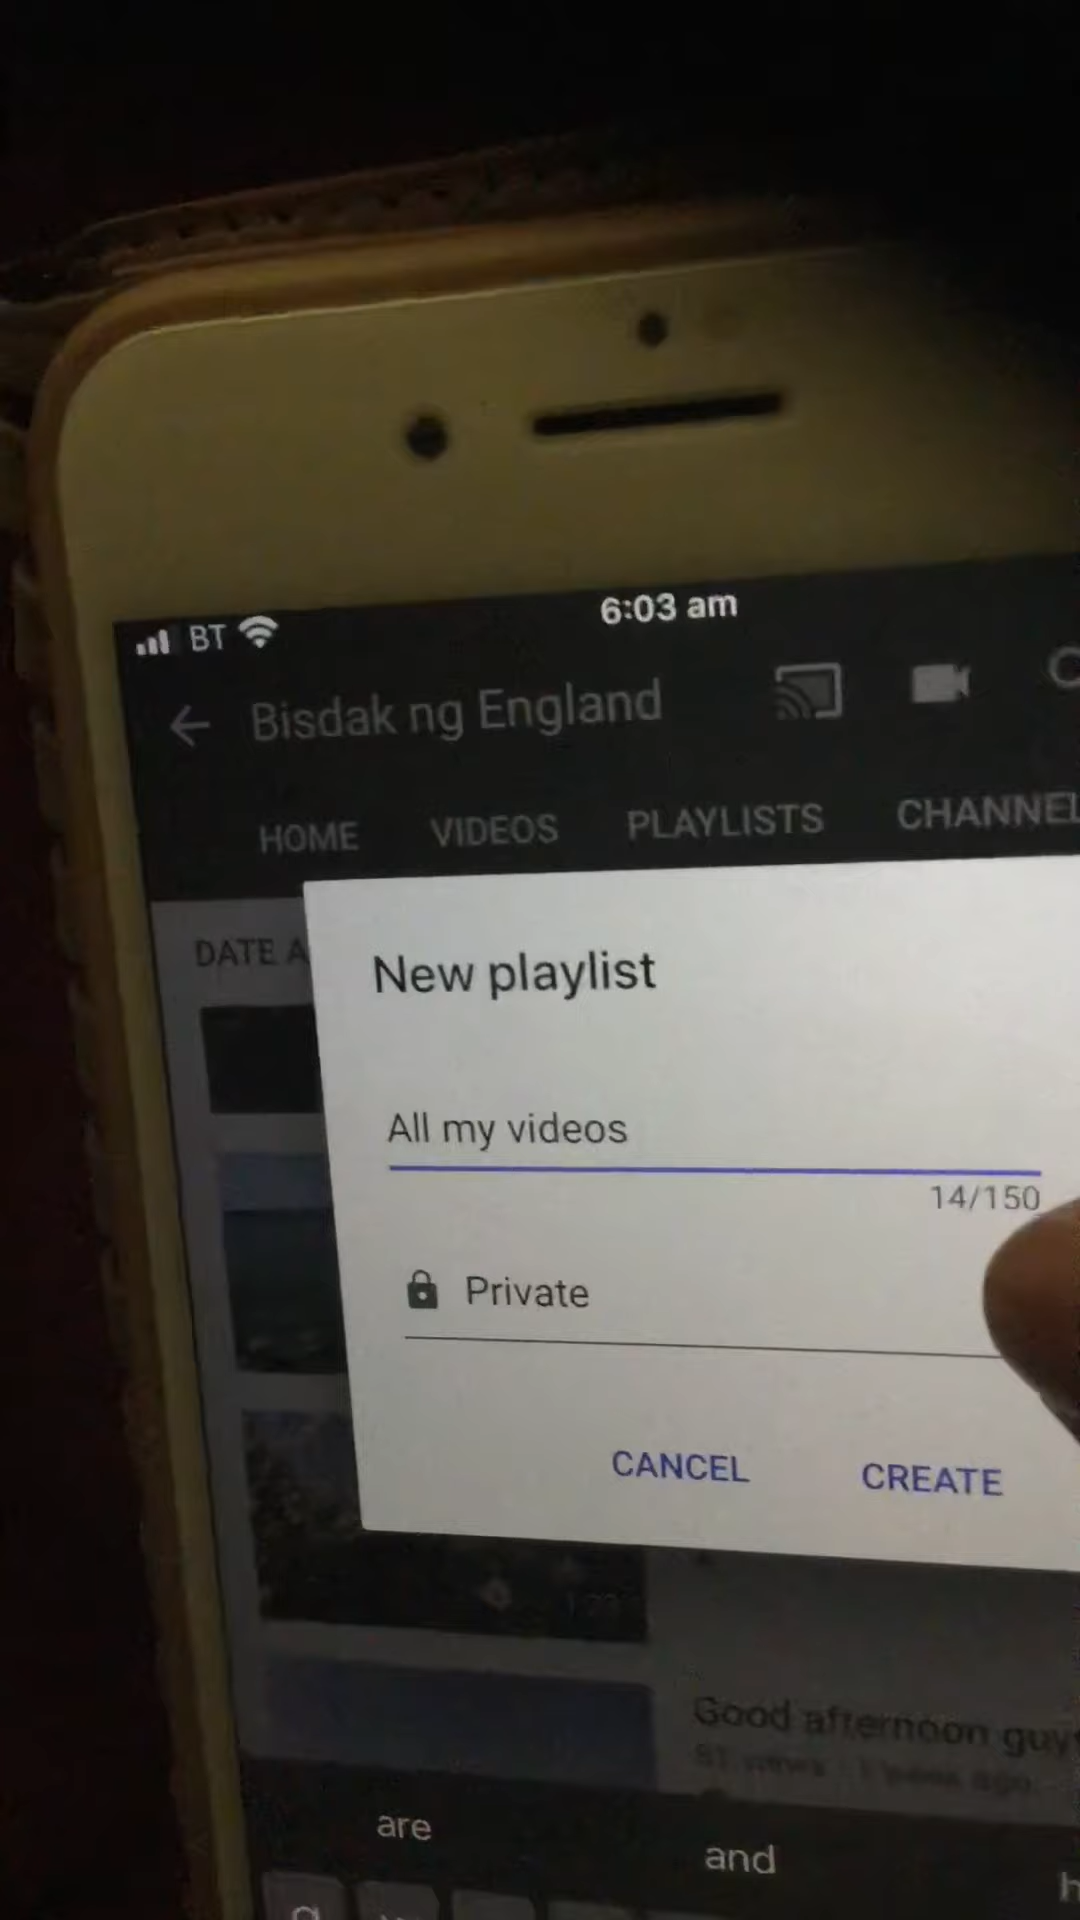 BT 6:03 am
Bisdak ng England
HOME VIDEOS PLAYLISTS CHANNEL
DATE A
New playlist
All my videos
14/150
Private
CANCEL CREATE
Good afternoon guys
are and h